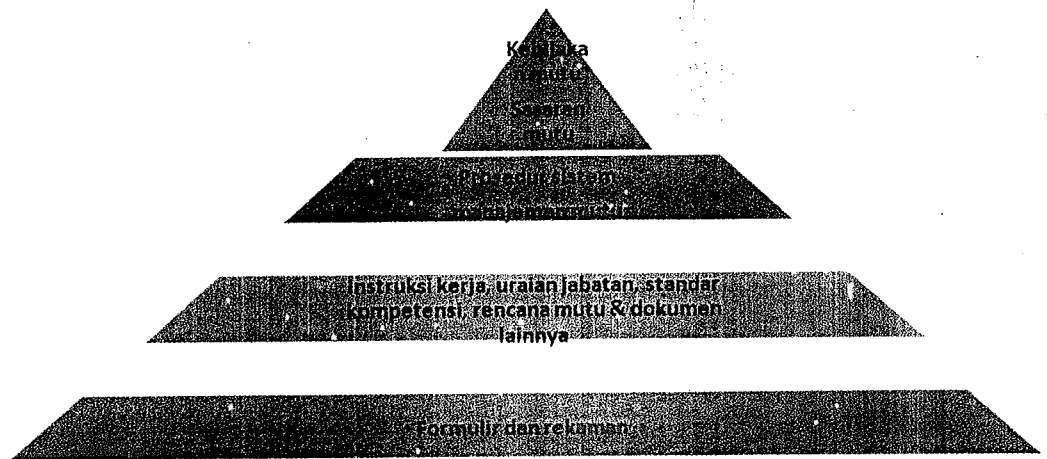 Kebijaka
n mutu
Sasaran
mutu
Prosedur sistem
manajemen mutu
Instruksi kerja, uraian jabatan, standar
kompetensi, rencana mutu & dokumen
lainnya
Formulir dan rekaman